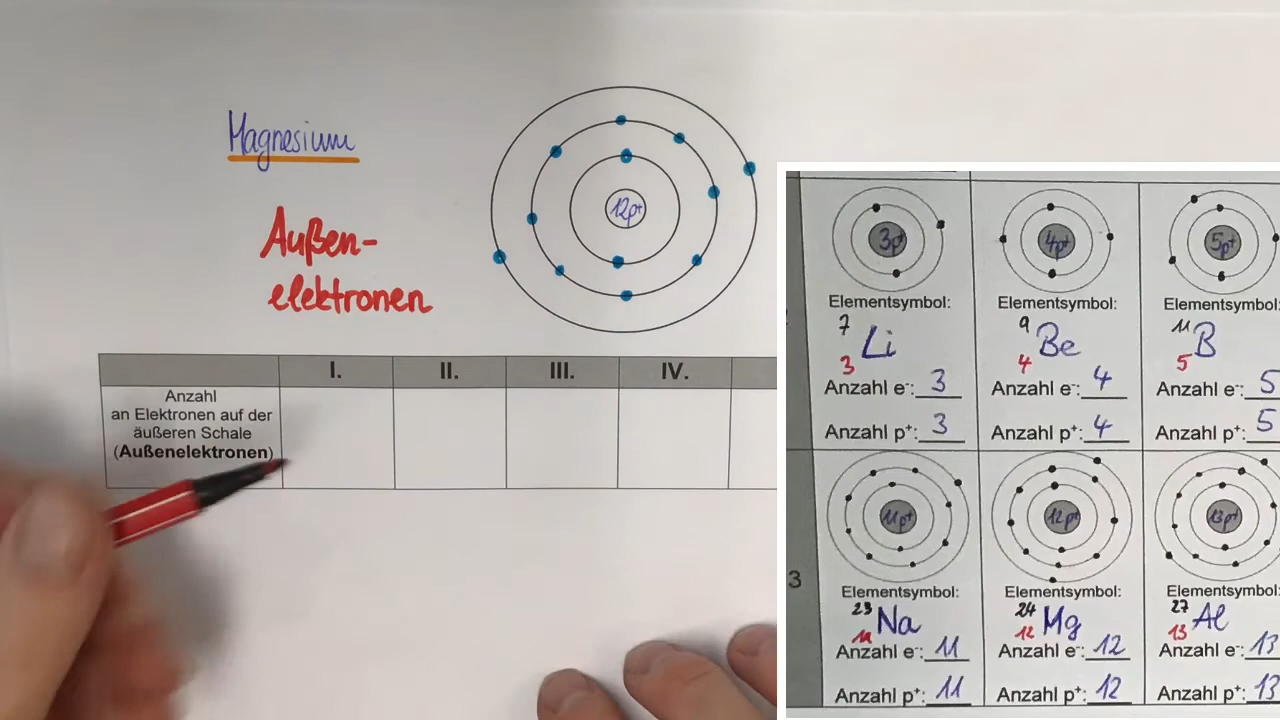 Magnesium
12p⁺
Außen-
elektronen
I. II. III. IV.
Anzahl
an Elektronen auf der
äußeren Schale
(Außenelektronen)
3p⁺ 4p⁺ 5p⁺
Elementsymbol: Elementsymbol: Elementsymbol:
7 9 11
Li Be B
3 4 5
Anzahl e⁻: 3 Anzahl e⁻: 4 Anzahl e⁻: 5
Anzahl p⁺: 3 Anzahl p⁺: 4 Anzahl p⁺: 5
11p⁺ 12p⁺ 13p⁺
3
Elementsymbol: Elementsymbol: Elementsymbol:
23 24 27
Na Mg Al
11 12 13
Anzahl e⁻: 11 Anzahl e⁻: 12 Anzahl e⁻: 13
Anzahl p⁺: 11 Anzahl p⁺: 12 Anzahl p⁺: 13